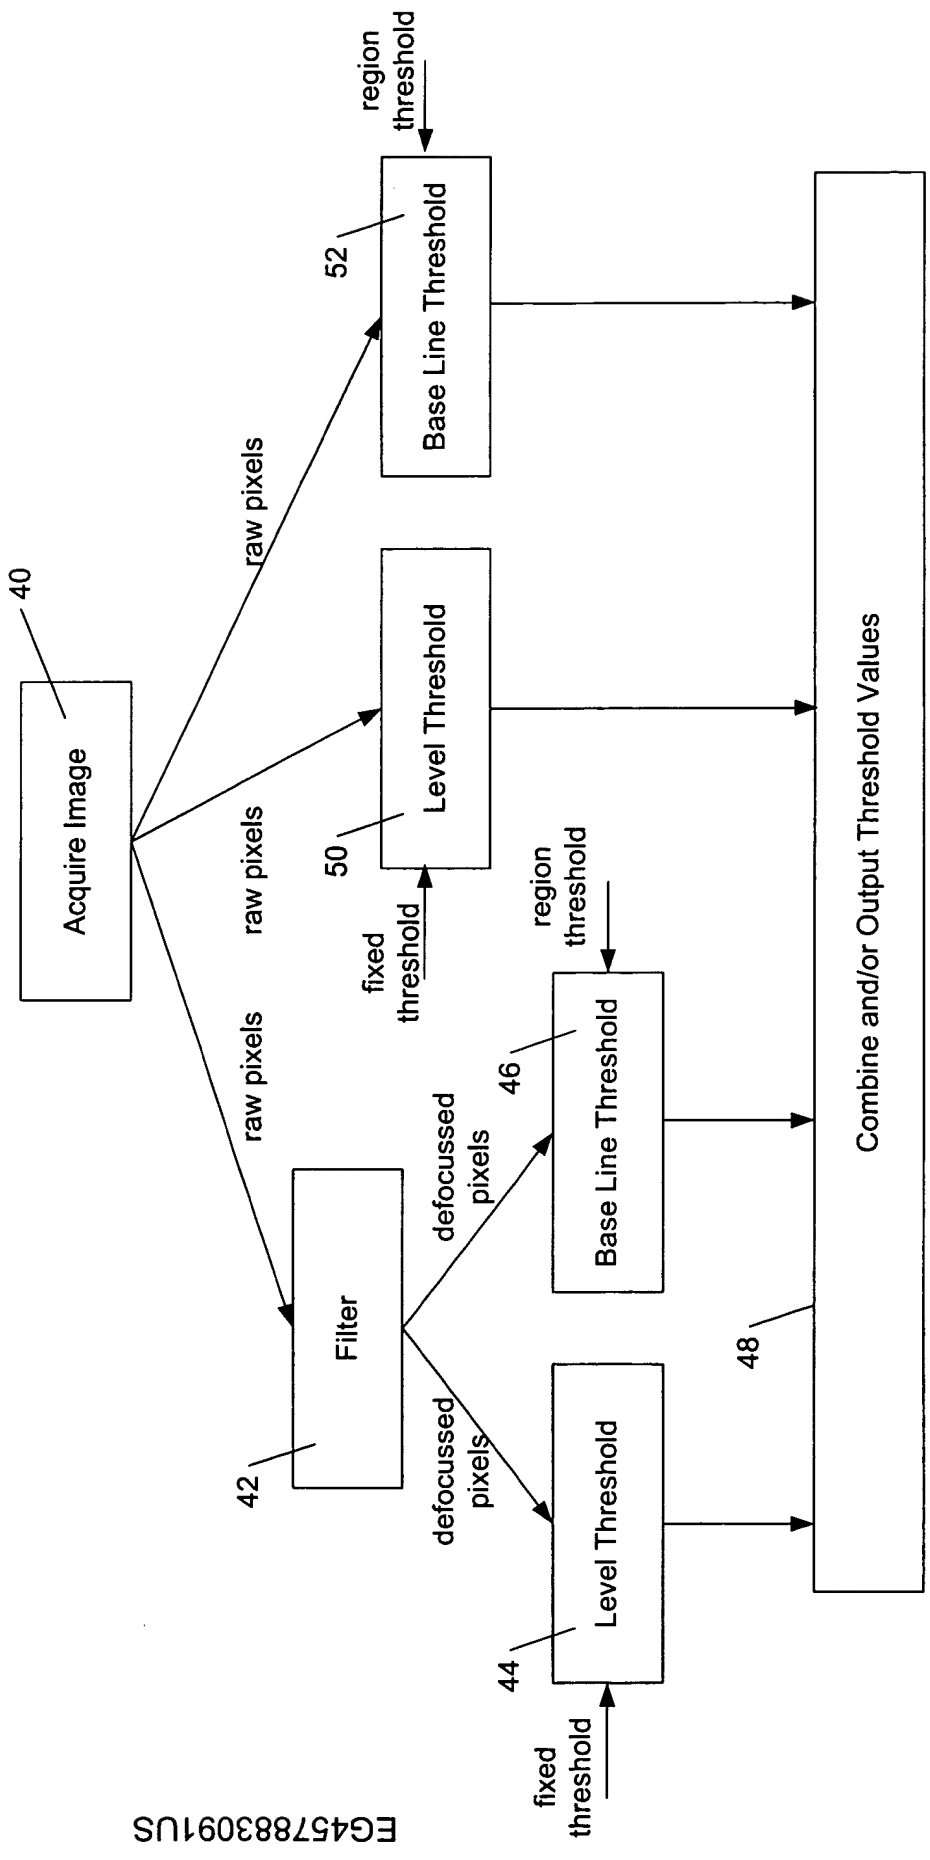 40
Acquire Image
raw pixels
raw pixels
raw pixels
42
Filter
50
Level Threshold
fixed
threshold
52
Base Line Threshold
region
threshold
defocussed
pixels
defocussed
pixels
44
Level Threshold
fixed
threshold
46
Base Line Threshold
region
threshold
48
Combine and/or Output Threshold Values
EG457883091US